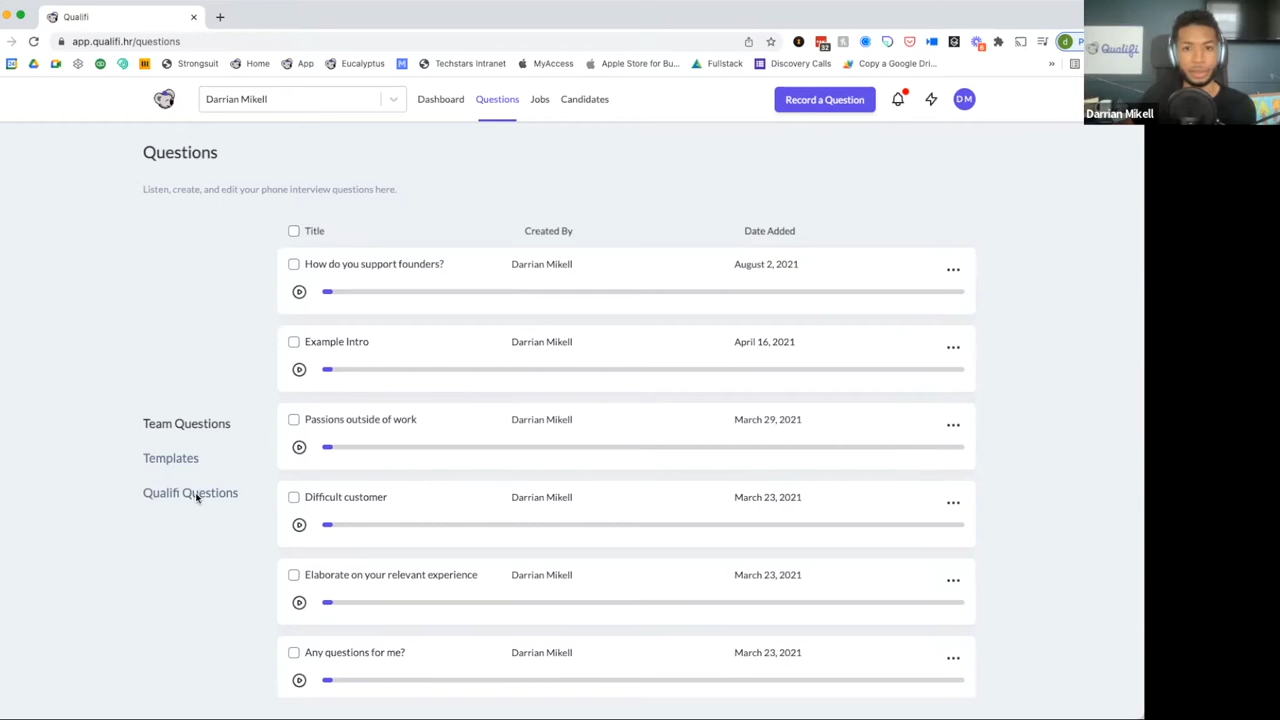 Qualifi
app.qualifi.hr/questions
Strongsuit
Home
App
Eucalyptus
Techstars Intranet
MyAccess
Apple Store for Bu...
Fullstack
Discovery Calls
Copy a Google Dri...
»
Qualifi
Darrian Mikell
Darrian Mikell
Dashboard
Questions
Jobs
Candidates
Record a Question
DM
Questions
Listen, create, and edit your phone interview questions here.
Title Created By Date Added
How do you support founders? Darrian Mikell August 2, 2021
Example Intro Darrian Mikell April 16, 2021
Passions outside of work Darrian Mikell March 29, 2021
Team Questions
Templates
Qualifi Questions
Difficult customer Darrian Mikell March 23, 2021
Elaborate on your relevant experience Darrian Mikell March 23, 2021
Any questions for me? Darrian Mikell March 23, 2021